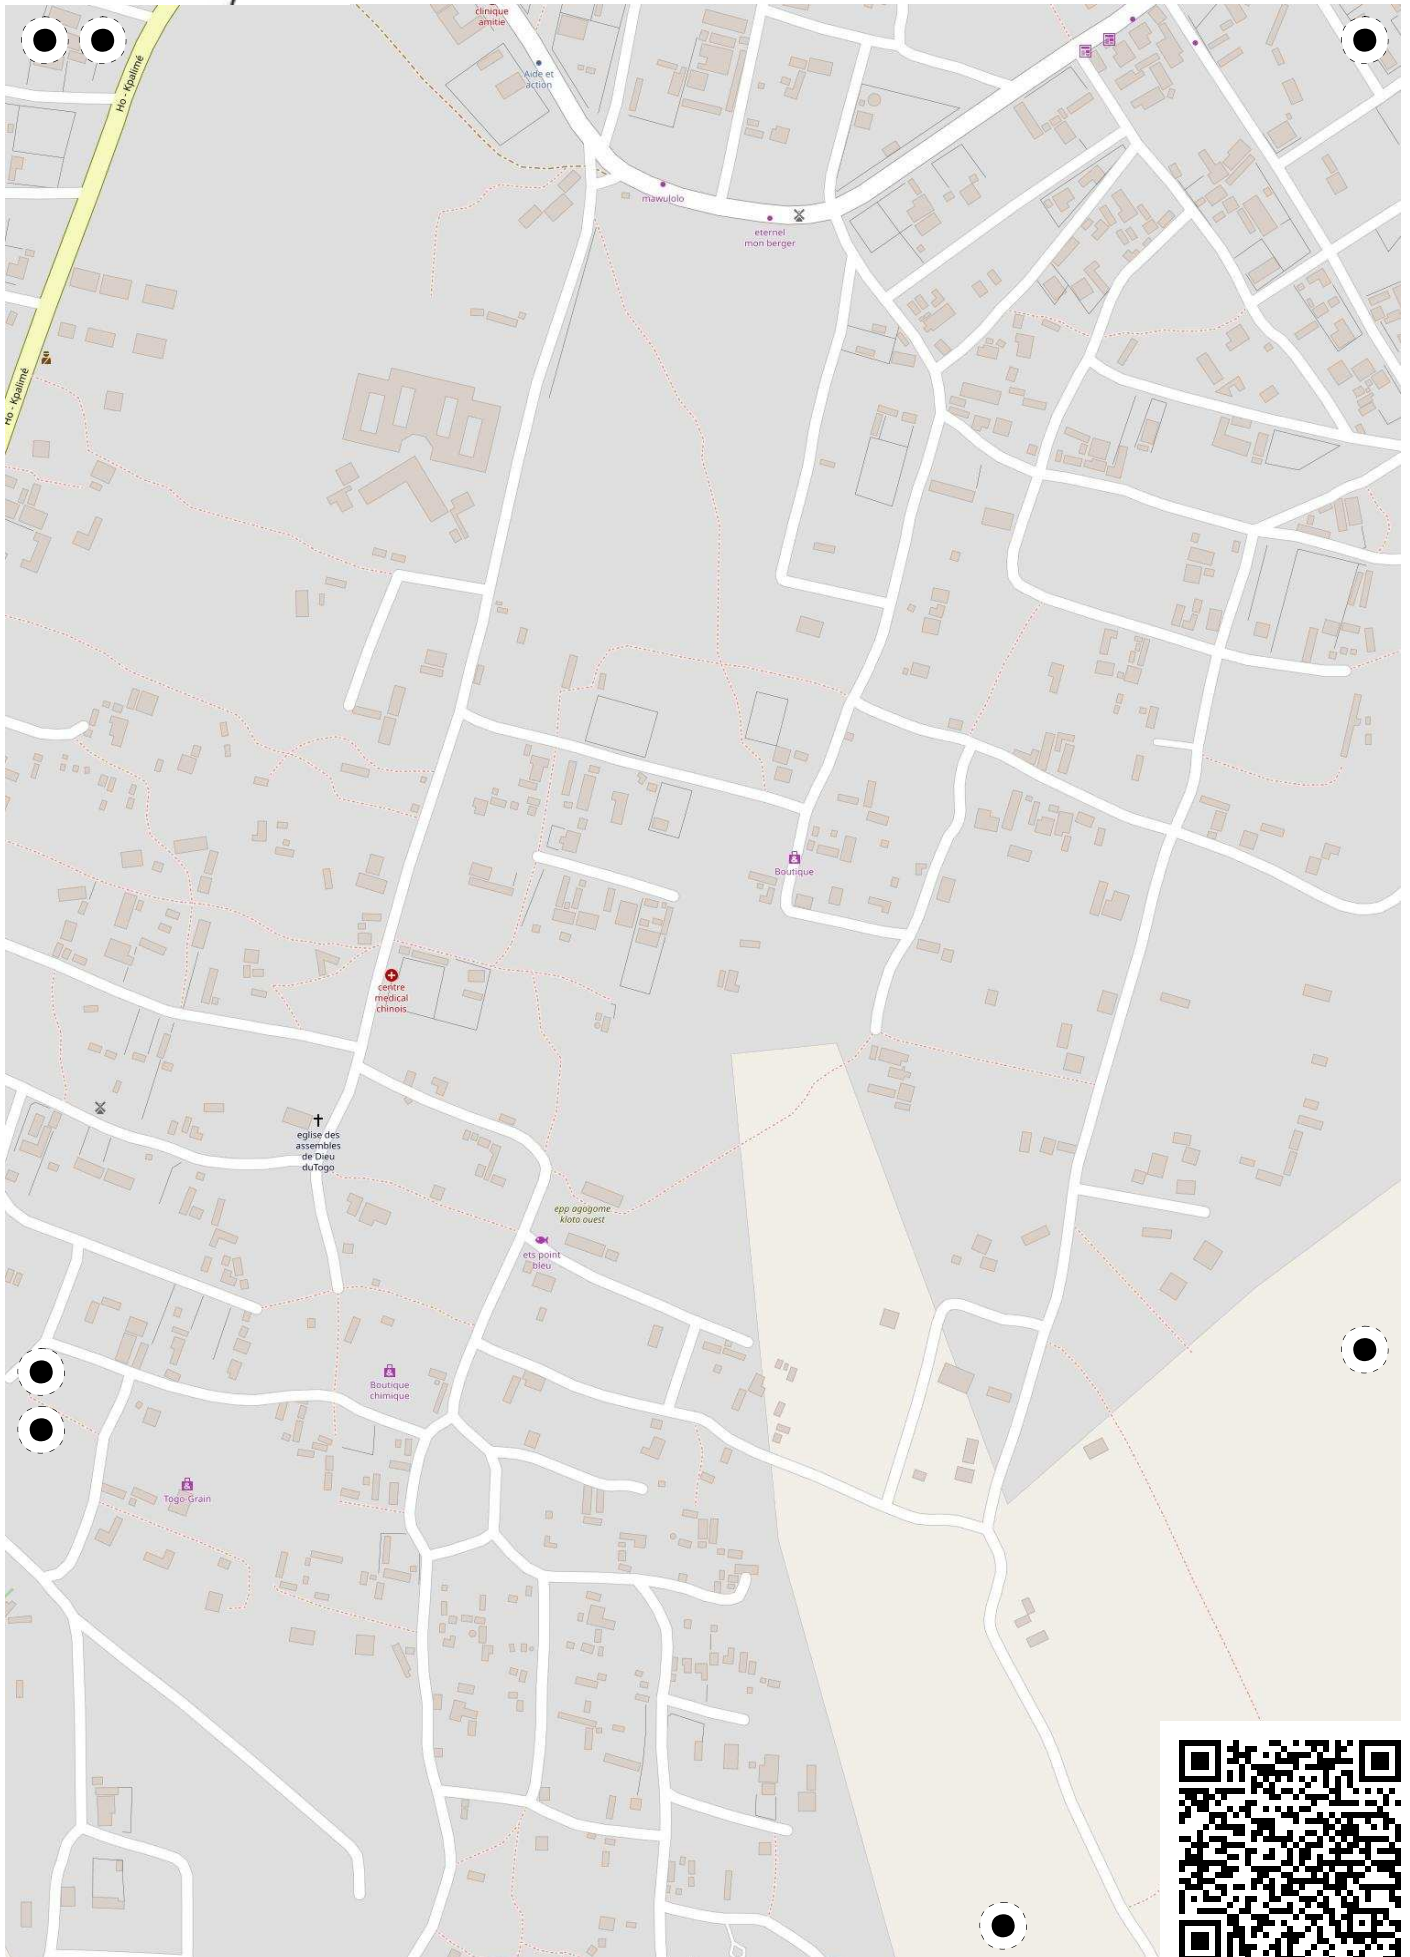 clinique
amitie
Ho - Kpalimé
Aide et
action
mawulolo
eternel
mon berger
Ho - Kpalimé
Boutique
centre
medical
chinois
eglise des
assembles
de Dieu
duTogo
epp agogome
kloto ouest
ets point
bleu
Boutique
chimique
Togo-Grain